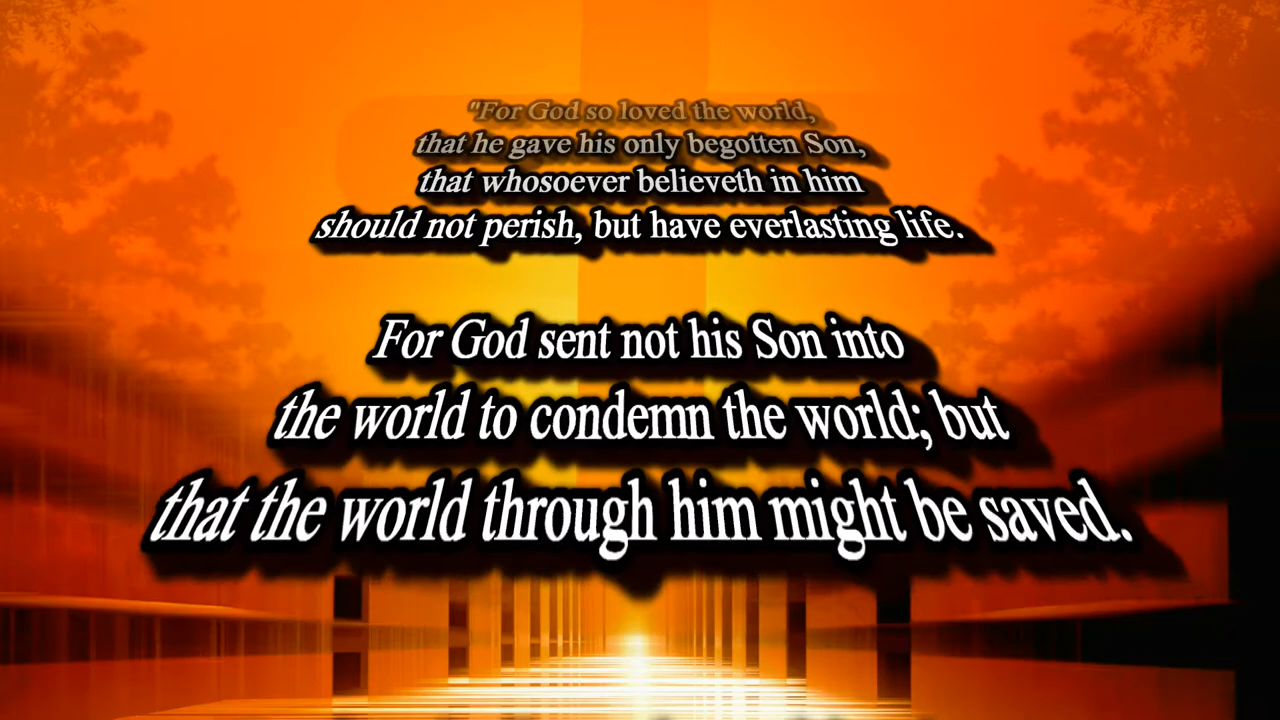 "For God so loved the world,
that he gave his only begotten Son,
that whosoever believeth in him
should not perish, but have everlasting life.
For God sent not his Son into
the world to condemn the world; but
that the world through him might be saved.